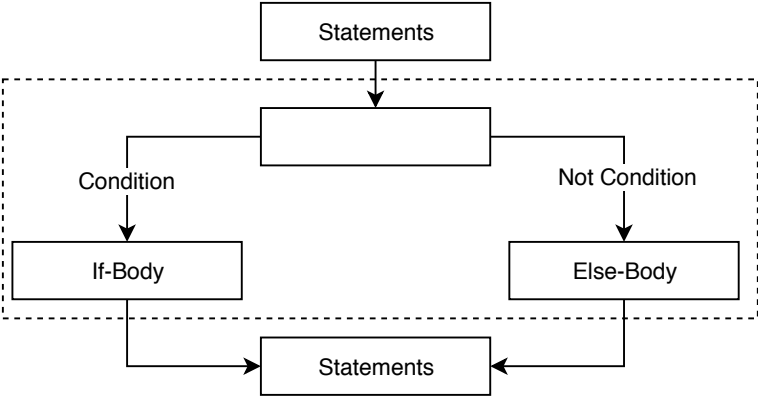 Statements
Condition
Not Condition
If-Body
Else-Body
Statements